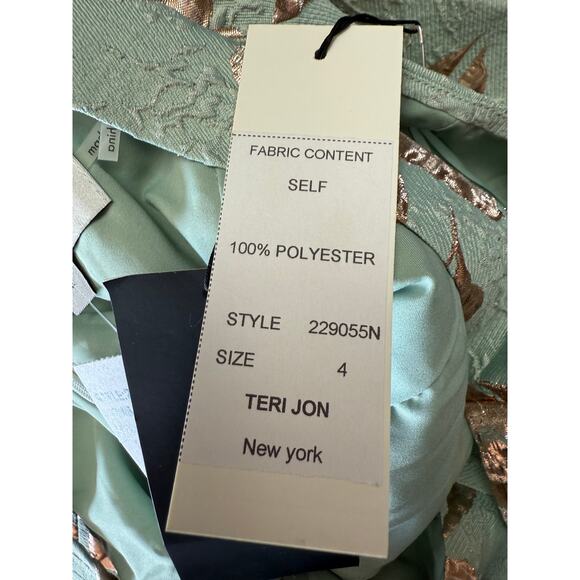 FABRIC CONTENT
SELF
100% POLYESTER
STYLE 229055N
SIZE 4
TERI JON
New york